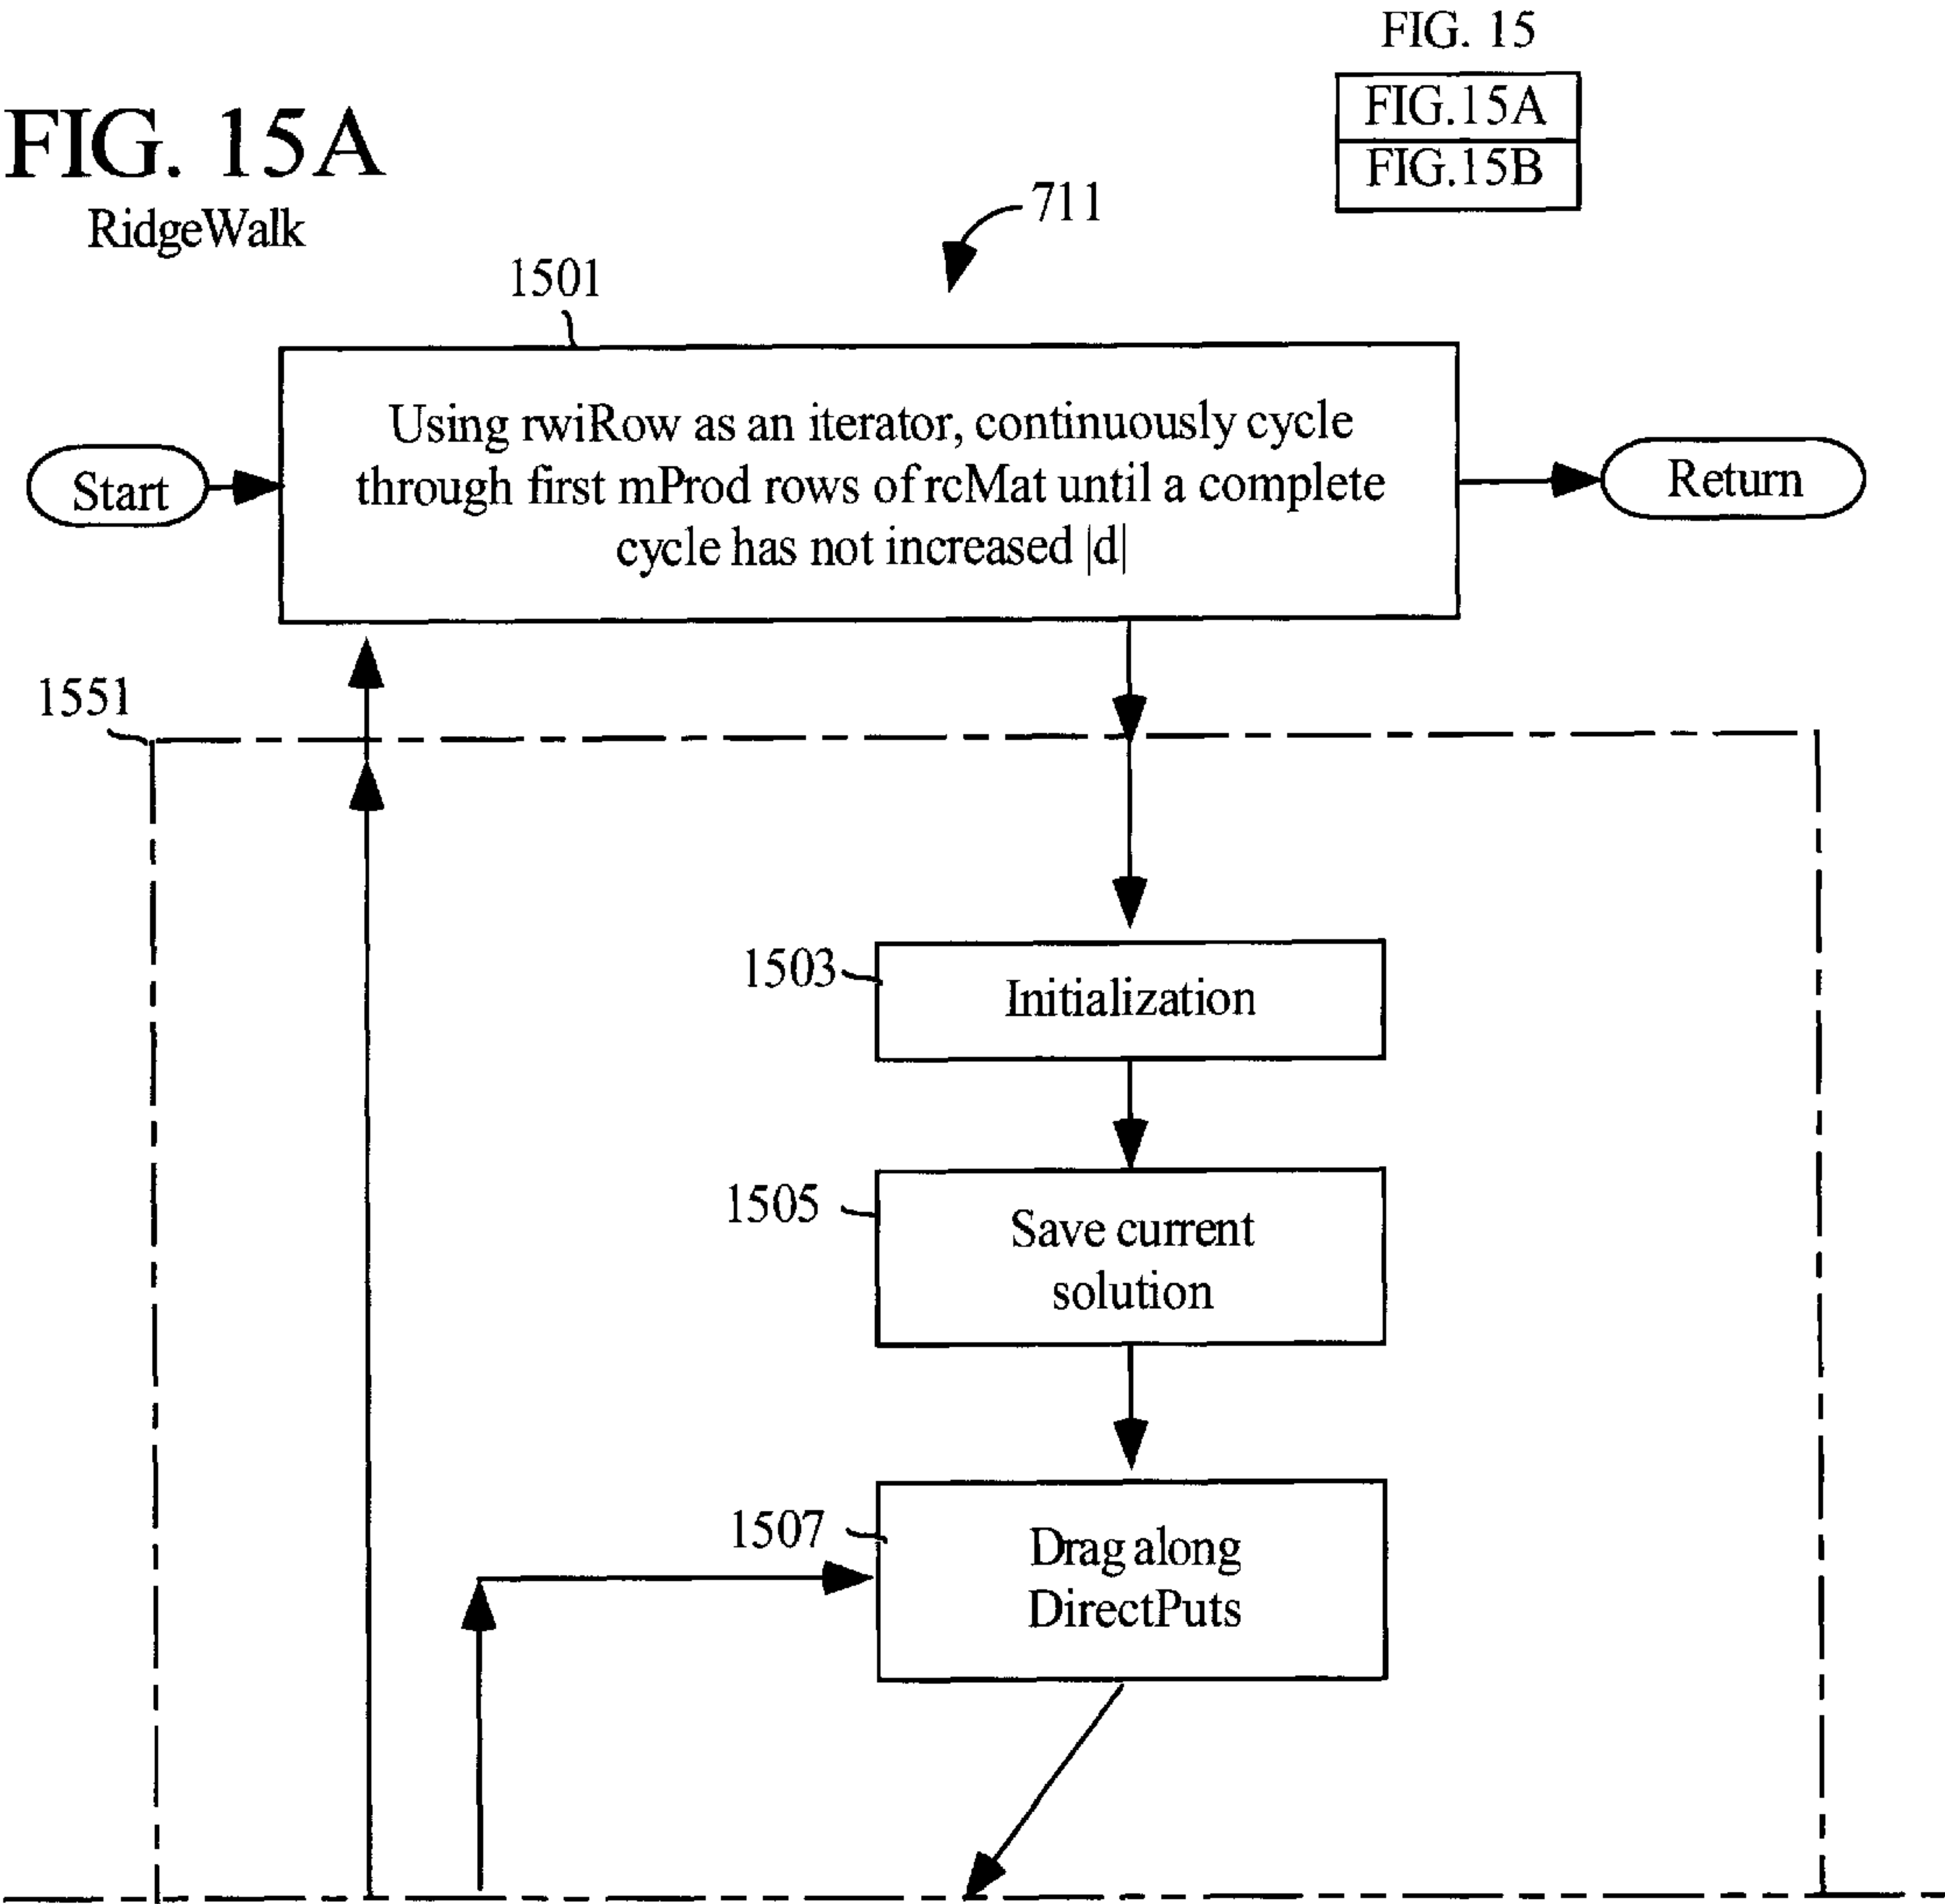 FIG. 15
FIG.15A
FIG.15B
FIG. 15A
RidgeWalk
711
1501
Start
Using rwiRow as an iterator, continuously cycle
through first mProd rows of rcMat until a complete
cycle has not increased |d|
Return
1551
1503
Initialization
1505
Save current
solution
1507
Drag along
DirectPuts